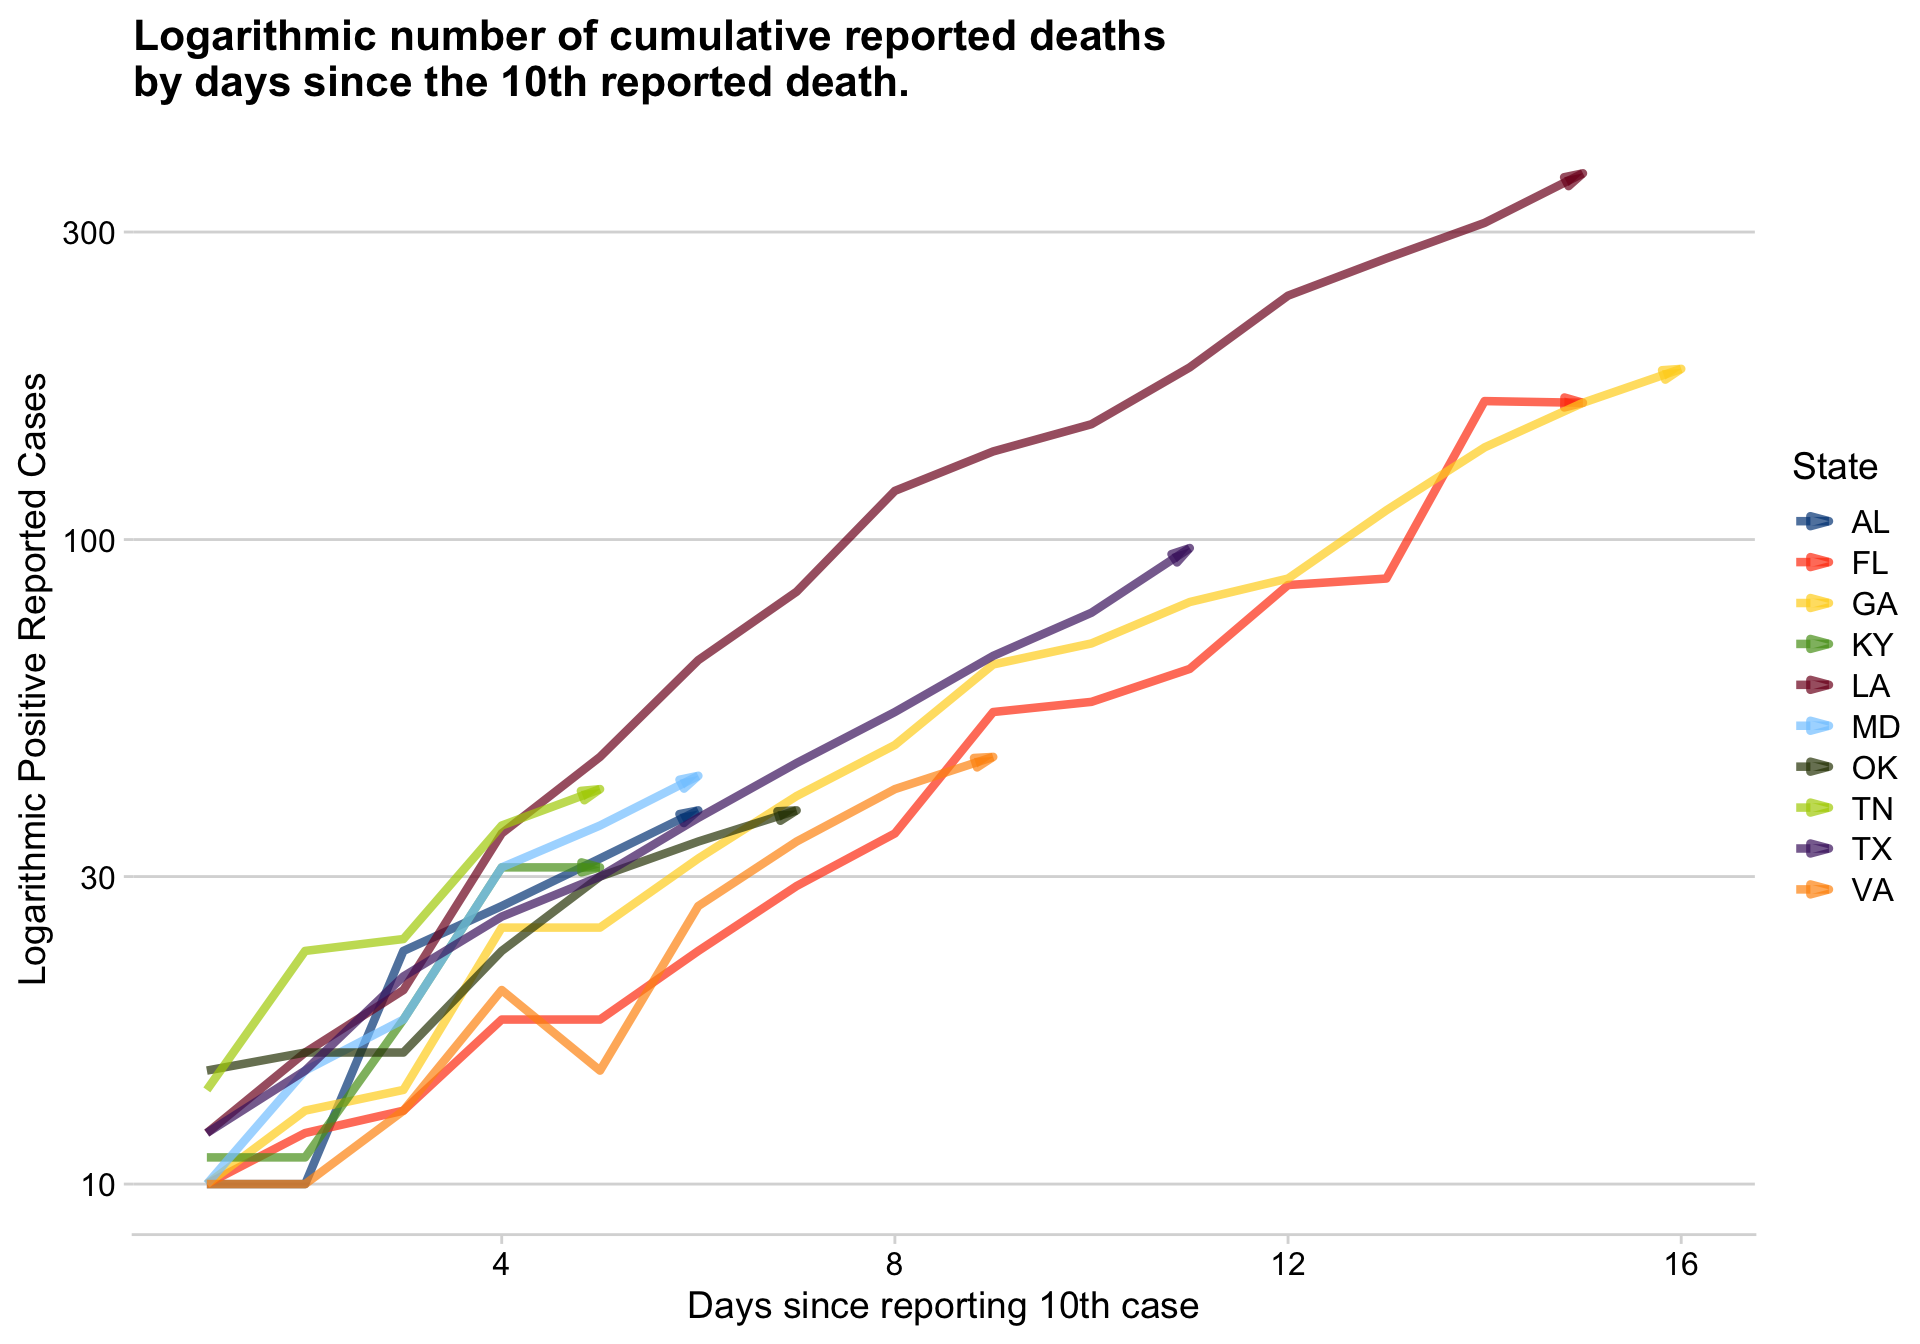 Logarithmic number of cumulative reported deaths
by days since the 10th reported death.
Logarithmic Positive Reported Cases
300
100
30
10
4
8
12
16
Days since reporting 10th case
State
AL
FL
GA
KY
LA
MD
OK
TN
TX
VA